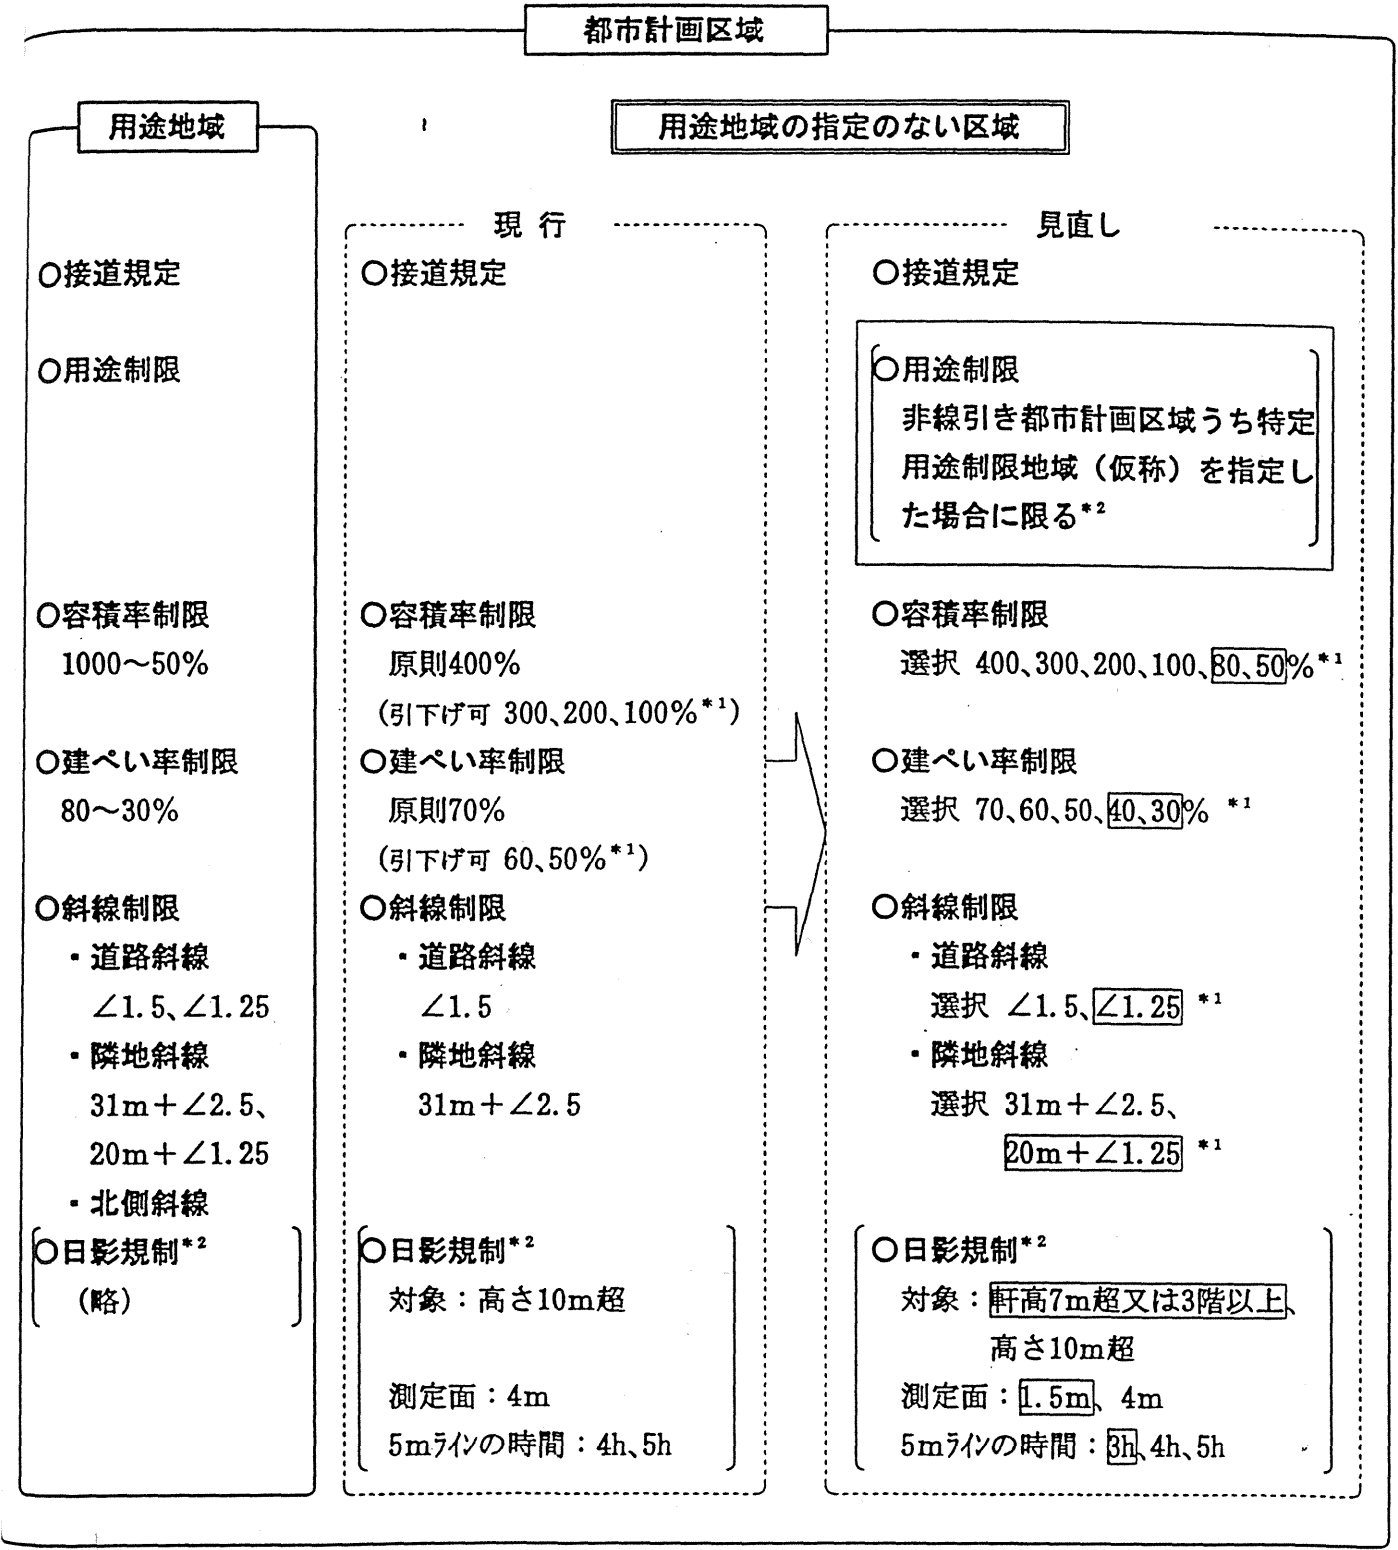 都市計画区域
用途地域
○接道規定
○用途制限
○容積率制限
1000～50%
○建ぺい率制限
80～30%
○斜線制限
・道路斜線
∠1.5、∠1.25
・隣地斜線
31m＋∠2.5、
20m＋∠1.25
・北側斜線
○日影規制*2
(略)
用途地域の指定のない区域
現 行
○接道規定
○容積率制限
原則400%
(引下げ可 300、200、100%*1)
○建ぺい率制限
原則70%
(引下げ可 60、50%*1)
○斜線制限
・道路斜線
∠1.5
・隣地斜線
31m＋∠2.5
○日影規制*2
対象：高さ10m超
測定面：4m
5mﾗｲﾝの時間：4h、5h
見直し
○接道規定
○用途制限
非線引き都市計画区域うち特定
用途制限地域（仮称）を指定し
た場合に限る*2
○容積率制限
選択 400、300、200、100、80、50%*1
○建ぺい率制限
選択 70、60、50、40、30% *1
○斜線制限
・道路斜線
選択 ∠1.5、∠1.25 *1
・隣地斜線
選択 31m＋∠2.5、
20m＋∠1.25 *1
○日影規制*2
対象：軒高7m超又は3階以上、
高さ10m超
測定面：1.5m、4m
5mﾗｲﾝの時間：3h、4h、5h